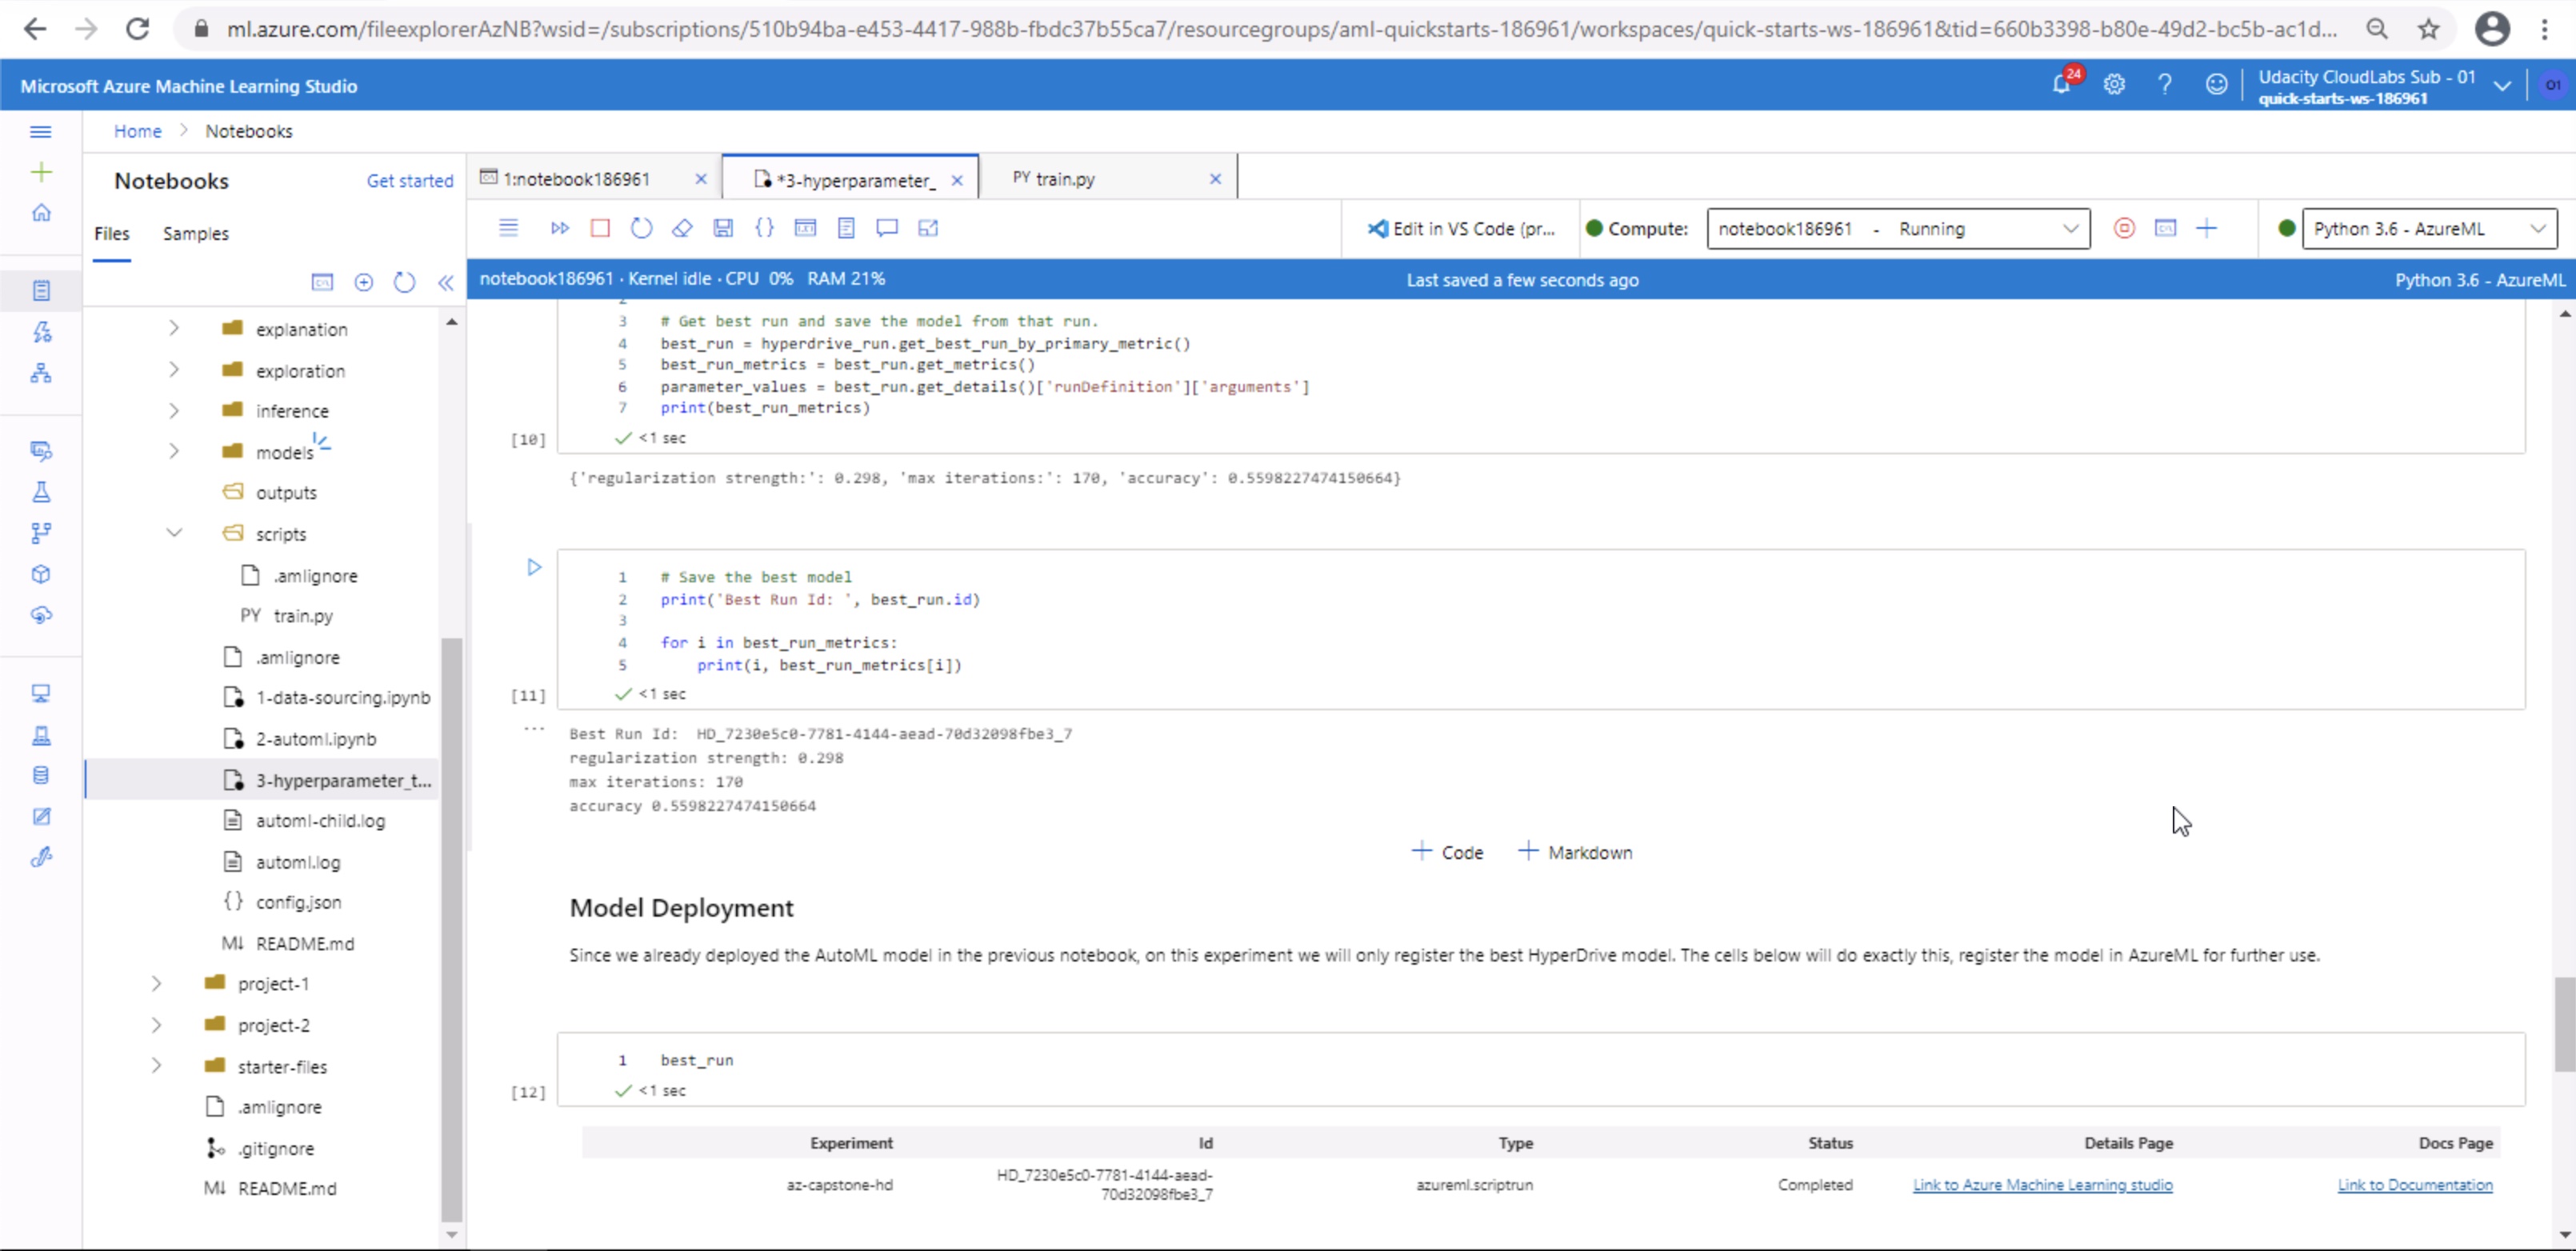 ml.azure.com/fileexplorerAzNB?wsid=/subscriptions/510b94ba-e453-4417-988b-fbdc37b55ca7/resourcegroups/aml-quickstarts-186961/workspaces/quick-starts-ws-186961&tid=660b3398-b80e-49d2-bc5b-ac1d...
Microsoft Azure Machine Learning Studio
24
Udacity CloudLabs Sub - 01
quick-starts-ws-186961
01
Home > Notebooks
Notebooks
Get started
1:notebook186961
*3-hyperparameter_
PY train.py
Files
Samples
Edit in VS Code (pr...
Compute:
notebook186961 - Running
Python 3.6 - AzureML
notebook186961 · Kernel idle · CPU 0% RAM 21%
Last saved a few seconds ago
Python 3.6 - AzureML
explanation
exploration
inference
models
outputs
scripts
.amlignore
PY train.py
.amlignore
1-data-sourcing.ipynb
2-automl.ipynb
3-hyperparameter_t...
automl-child.log
automl.log
{} config.json
M↓ README.md
project-1
project-2
starter-files
.amlignore
.gitignore
M↓ README.md
2
3 # Get best run and save the model from that run.
4 best_run = hyperdrive_run.get_best_run_by_primary_metric()
5 best_run_metrics = best_run.get_metrics()
6 parameter_values = best_run.get_details()['runDefinition']['arguments']
7 print(best_run_metrics)
[10] <1 sec
{'regularization strength:': 0.298, 'max iterations:': 170, 'accuracy': 0.5598227474150664}
1 # Save the best model
2 print('Best Run Id: ', best_run.id)
3
4 for i in best_run_metrics:
5     print(i, best_run_metrics[i])
[11] <1 sec
...
Best Run Id:  HD_7230e5c0-7781-4144-aead-70d32098fbe3_7
regularization strength: 0.298
max iterations: 170
accuracy 0.5598227474150664
+ Code + Markdown
Model Deployment
Since we already deployed the AutoML model in the previous notebook, on this experiment we will only register the best HyperDrive model. The cells below will do exactly this, register the model in AzureML for further use.
1 best_run
[12] <1 sec
Experiment Id Type Status Details Page Docs Page
az-capstone-hd HD_7230e5c0-7781-4144-aead-70d32098fbe3_7 azureml.scriptrun Completed Link to Azure Machine Learning studio Link to Documentation